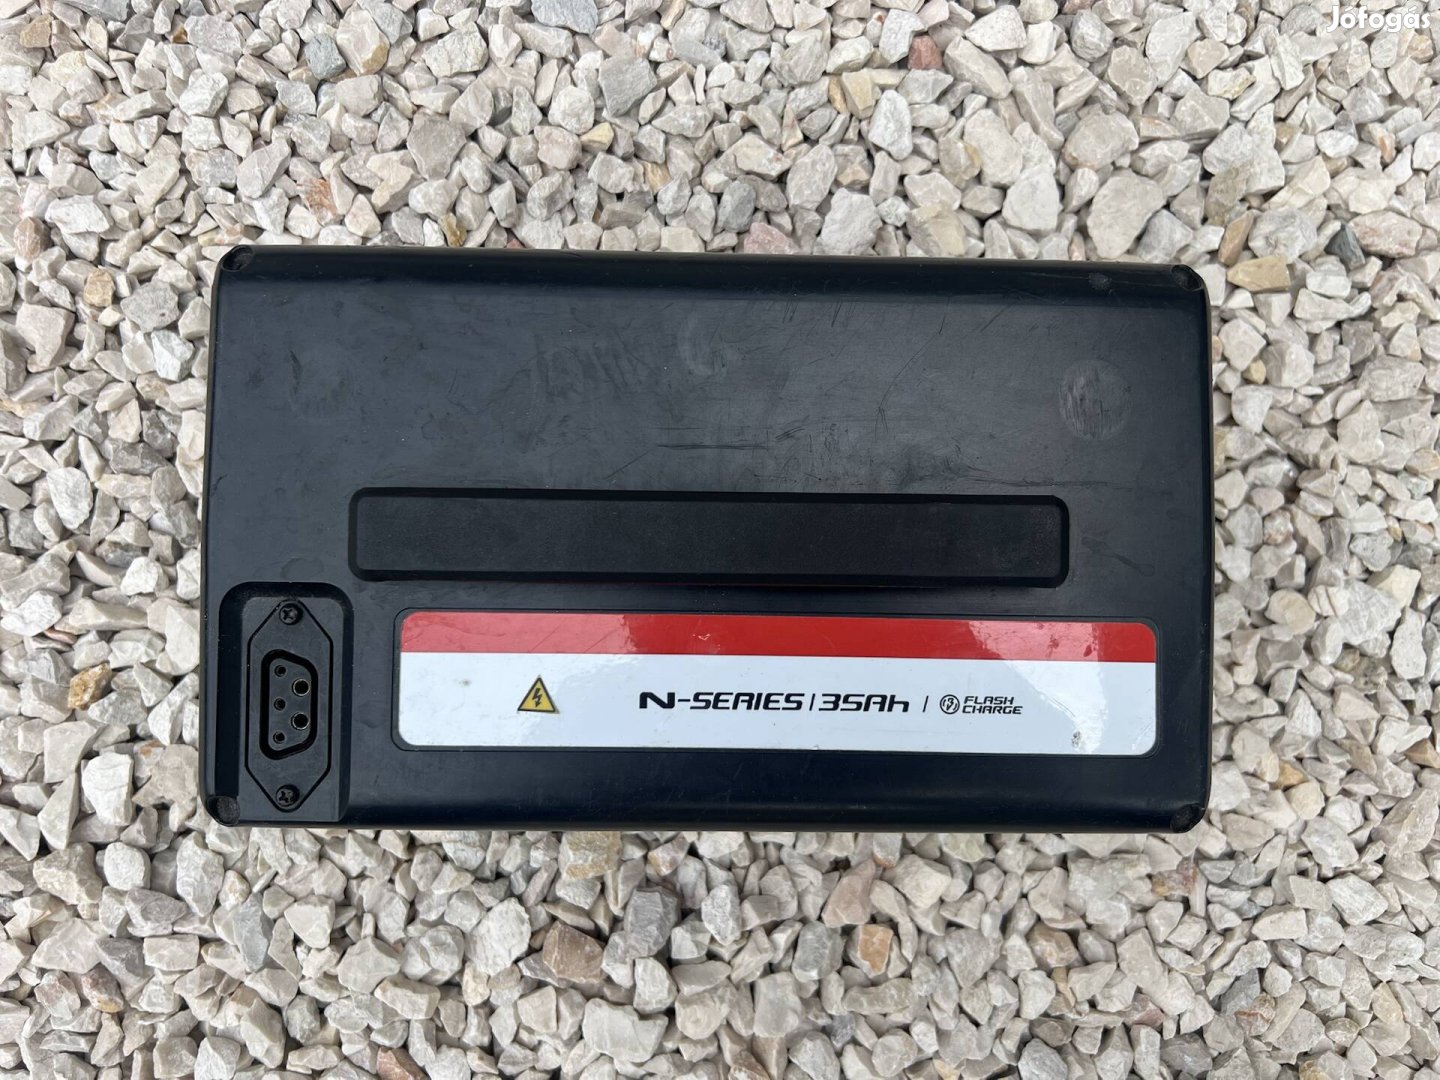 Jófogás
N-SERIES | 35Ah | FLASH
CHARGE